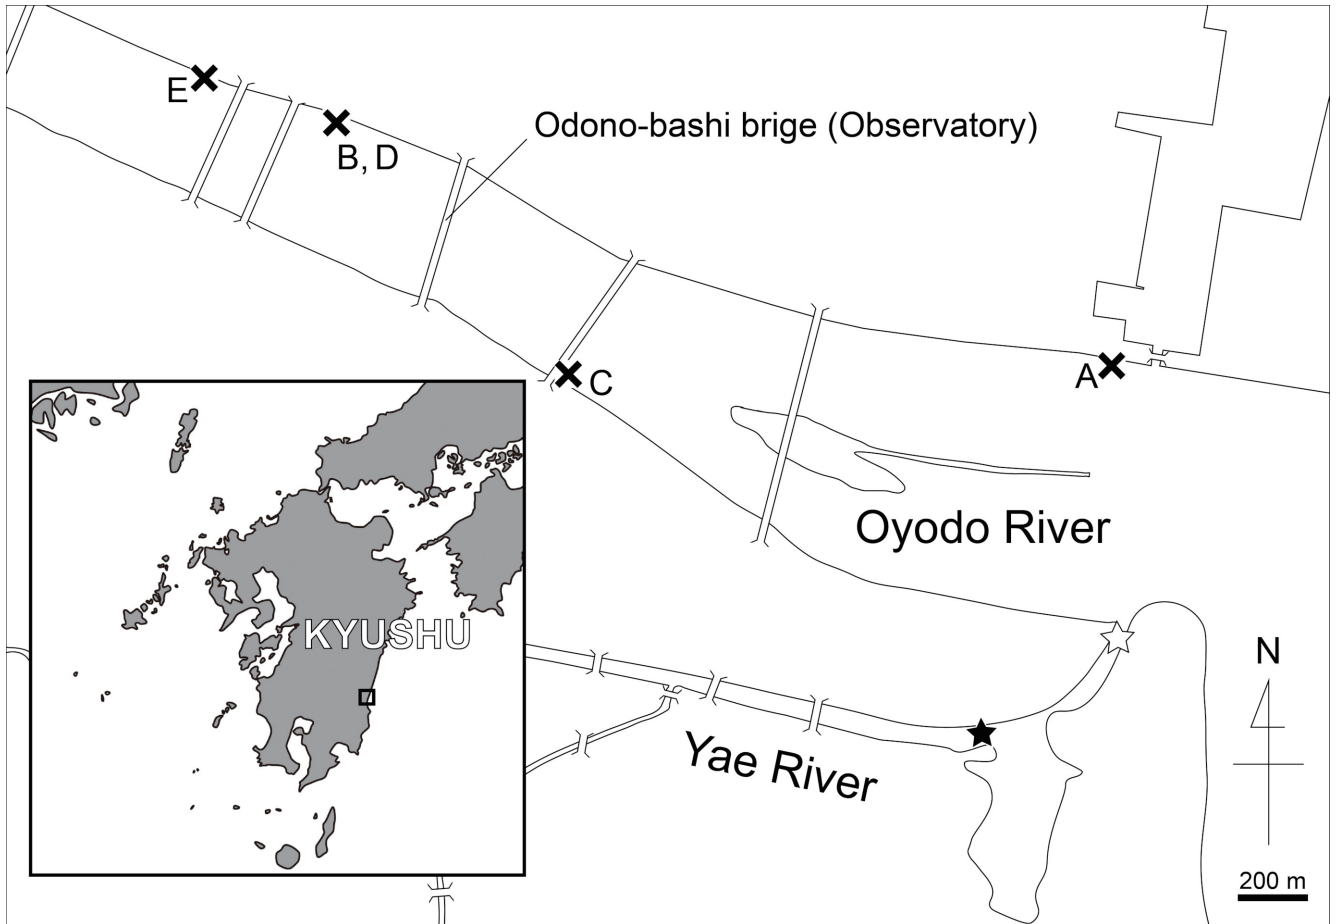 E
B, D
Odono-bashi brige (Observatory)
C
A
Oyodo River
KYUSHU
Yae River
N
200 m